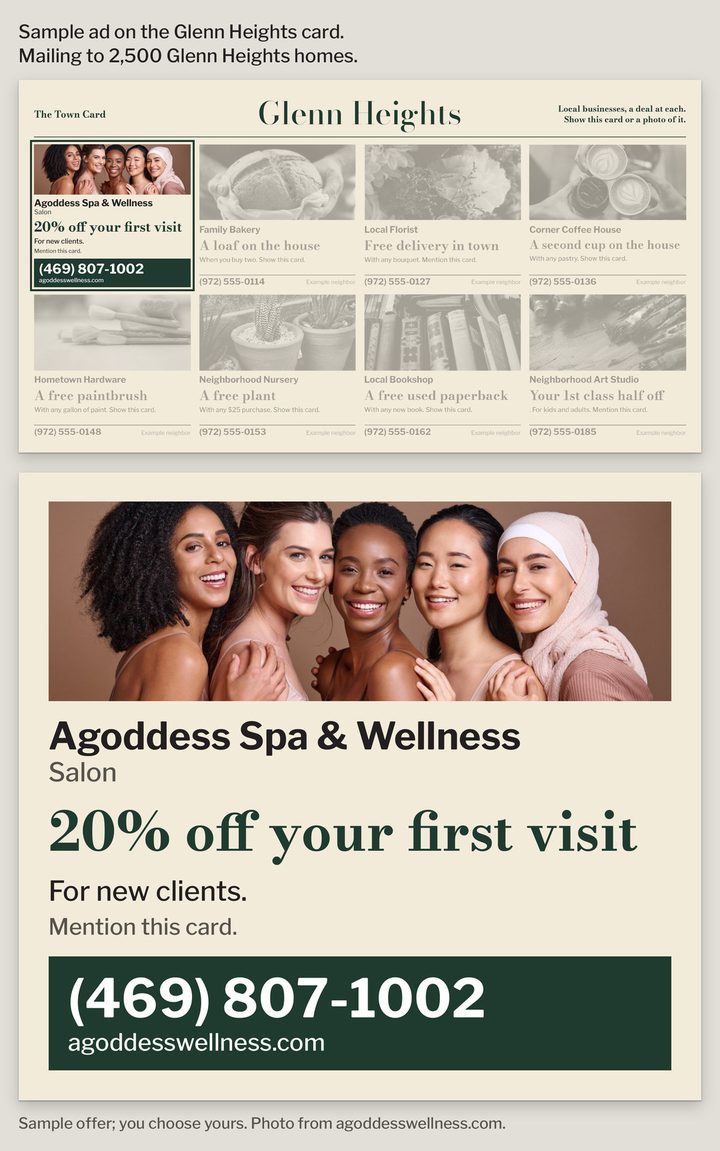 Sample ad on the Glenn Heights card.
Mailing to 2,500 Glenn Heights homes.
The Town Card
Glenn Heights
Local businesses, a deal at each.
Show this card or a photo of it.
Agoddess Spa & Wellness
Salon
20% off your first visit
For new clients.
Mention this card.
(469) 807-1002
agoddesswellness.com
Family Bakery
A loaf on the house
When you buy two. Show this card.
(972) 555-0114
Example neighbor
Local Florist
Free delivery in town
With any bouquet. Mention this card.
(972) 555-0127
Example neighbor
Corner Coffee House
A second cup on the house
With any pastry. Show this card.
(972) 555-0136
Example neighbor
Hometown Hardware
A free paintbrush
With any gallon of paint. Show this card.
(972) 555-0148
Example neighbor
Neighborhood Nursery
A free plant
With any $25 purchase. Show this card.
(972) 555-0153
Example neighbor
Local Bookshop
A free used paperback
With any new book. Show this card.
(972) 555-0162
Example neighbor
Neighborhood Art Studio
Your 1st class half off
For kids and adults. Mention this card.
(972) 555-0185
Example neighbor
Agoddess Spa & Wellness
Salon
20% off your first visit
For new clients.
Mention this card.
(469) 807-1002
agoddesswellness.com
Sample offer; you choose yours. Photo from agoddesswellness.com.